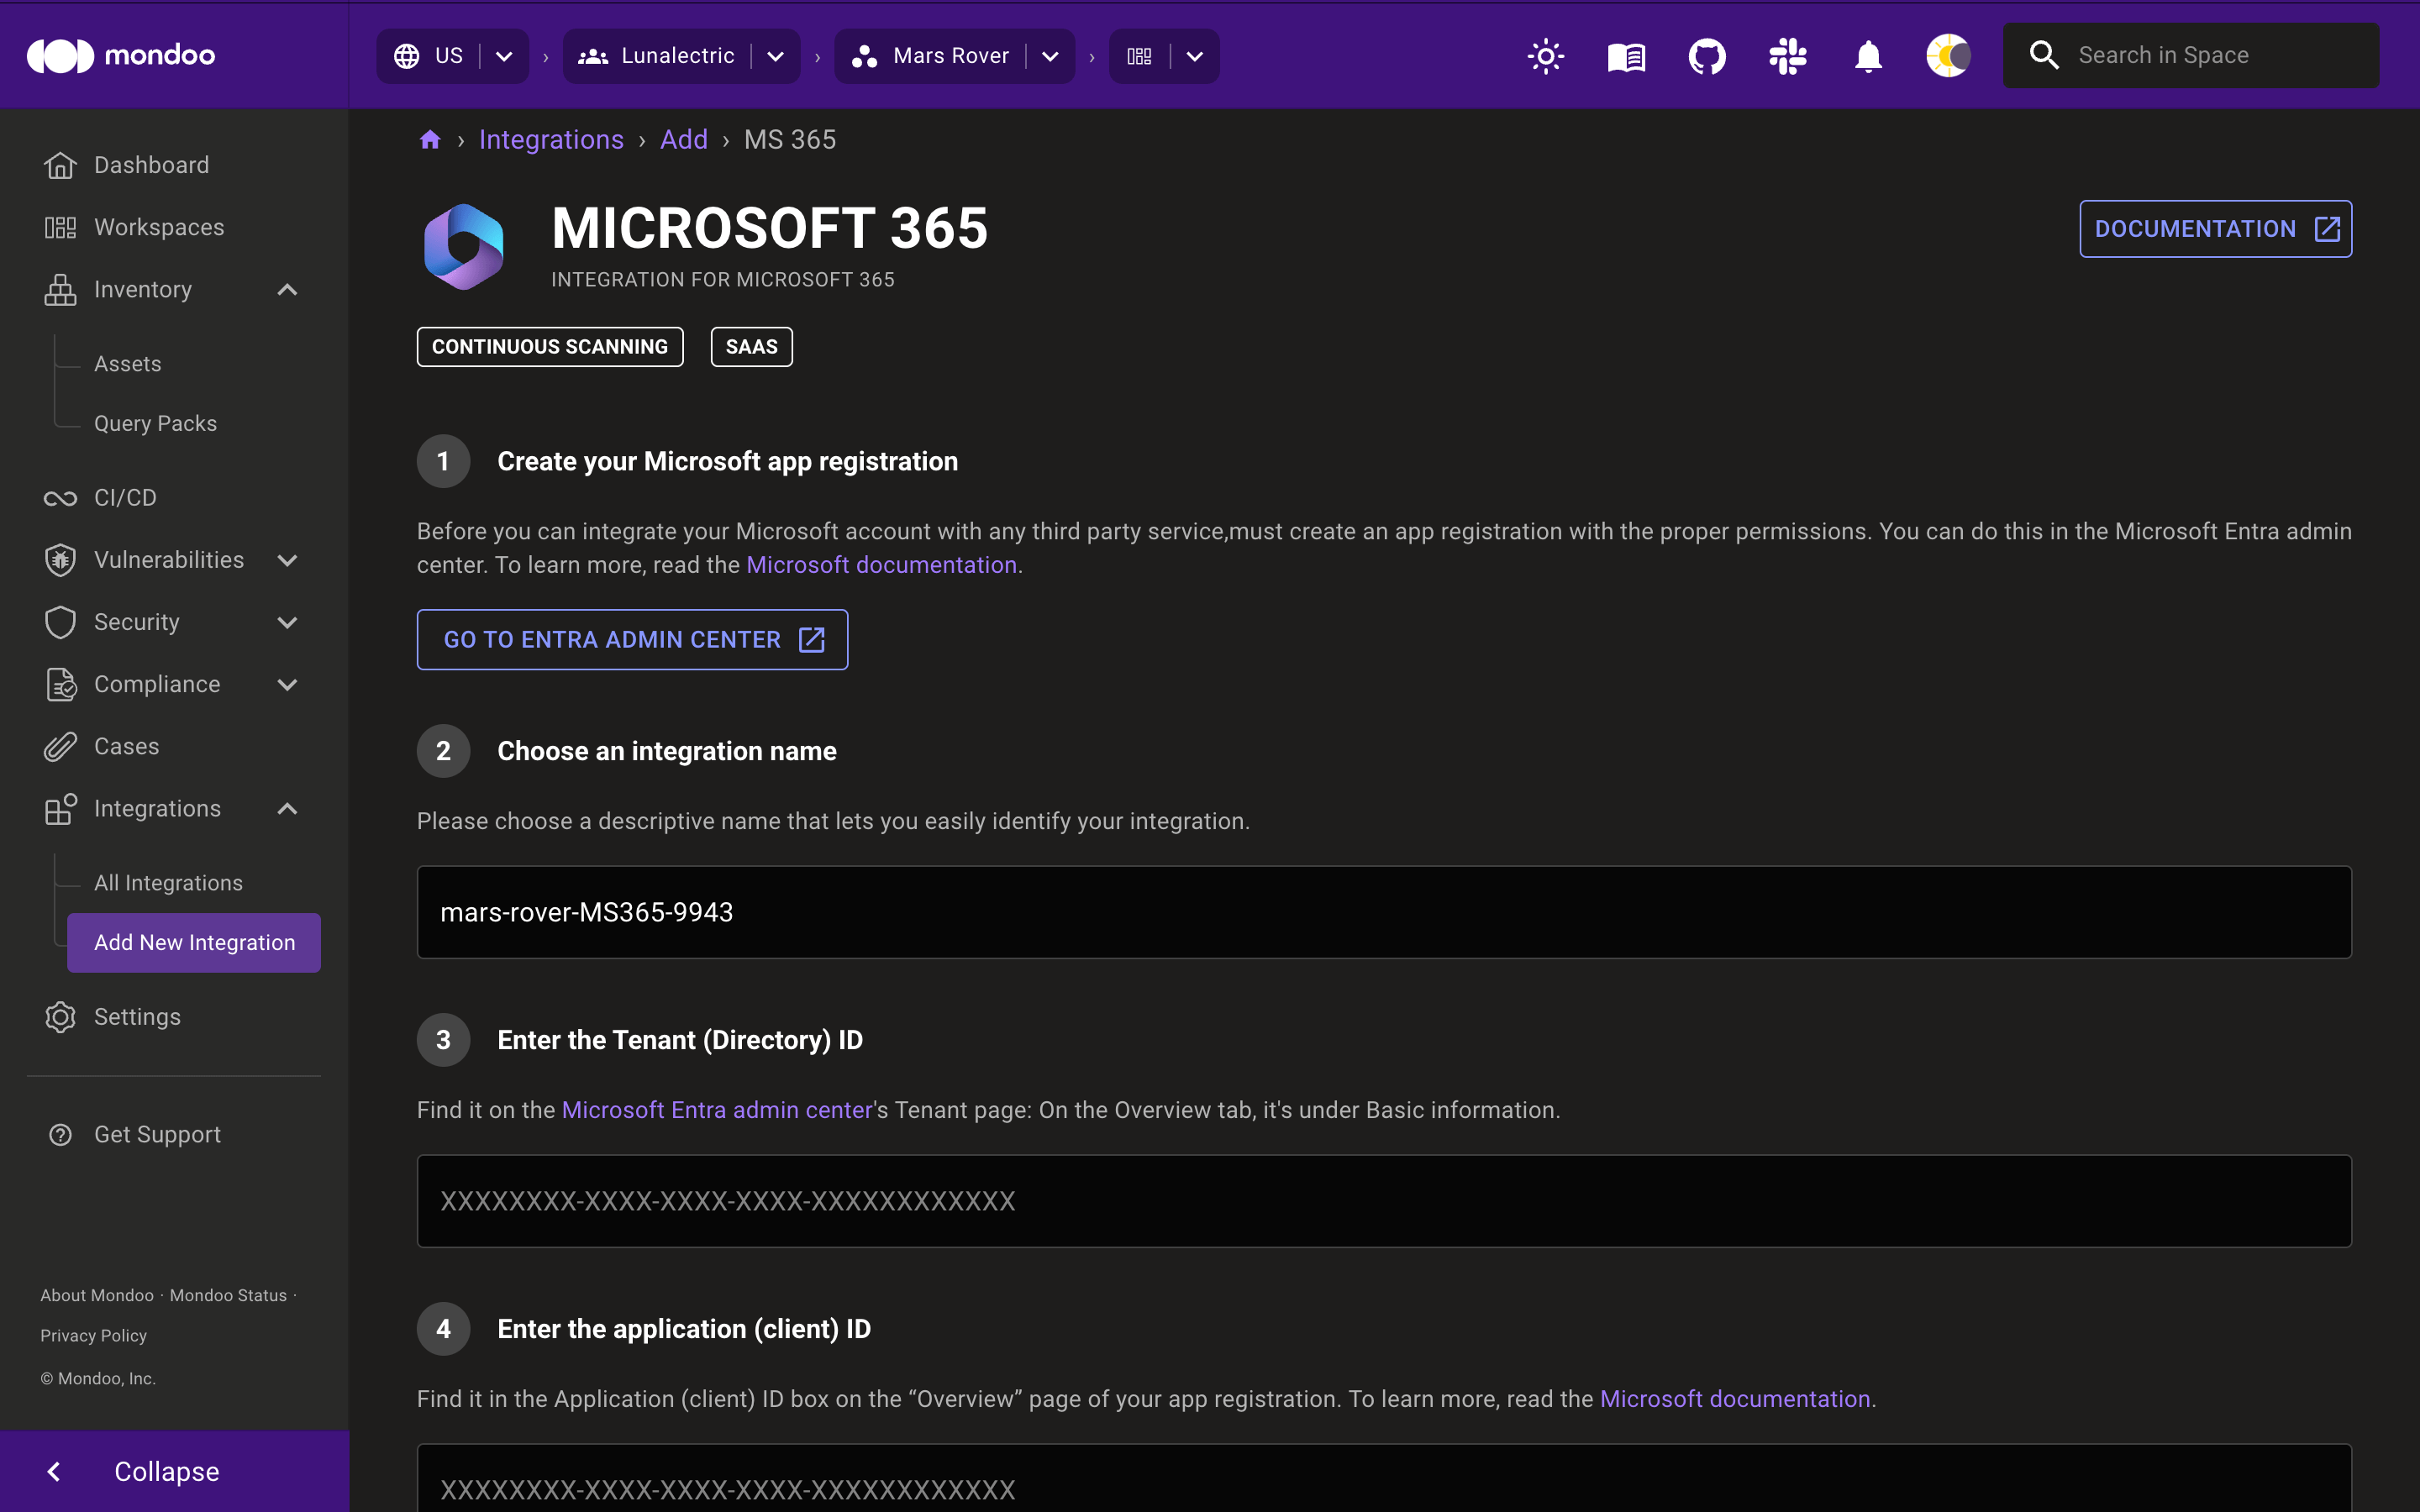 mondoo
US
Lunalectric
Mars Rover
Search in Space
Dashboard
Workspaces
Inventory
Assets
Query Packs
CI/CD
Vulnerabilities
Security
Compliance
Cases
Integrations
All Integrations
Add New Integration
Settings
Get Support
About Mondoo · Mondoo Status ·
Privacy Policy
© Mondoo, Inc.
Collapse
› Integrations › Add › MS 365
MICROSOFT 365
INTEGRATION FOR MICROSOFT 365
DOCUMENTATION
CONTINUOUS SCANNING
SAAS
1 Create your Microsoft app registration
Before you can integrate your Microsoft account with any third party service,must create an app registration with the proper permissions. You can do this in the Microsoft Entra admin
center. To learn more, read the Microsoft documentation.
GO TO ENTRA ADMIN CENTER
2 Choose an integration name
Please choose a descriptive name that lets you easily identify your integration.
mars-rover-MS365-9943
3 Enter the Tenant (Directory) ID
Find it on the Microsoft Entra admin center's Tenant page: On the Overview tab, it's under Basic information.
XXXXXXXX-XXXX-XXXX-XXXX-XXXXXXXXXXXX
4 Enter the application (client) ID
Find it in the Application (client) ID box on the “Overview” page of your app registration. To learn more, read the Microsoft documentation.
XXXXXXXX-XXXX-XXXX-XXXX-XXXXXXXXXXXX